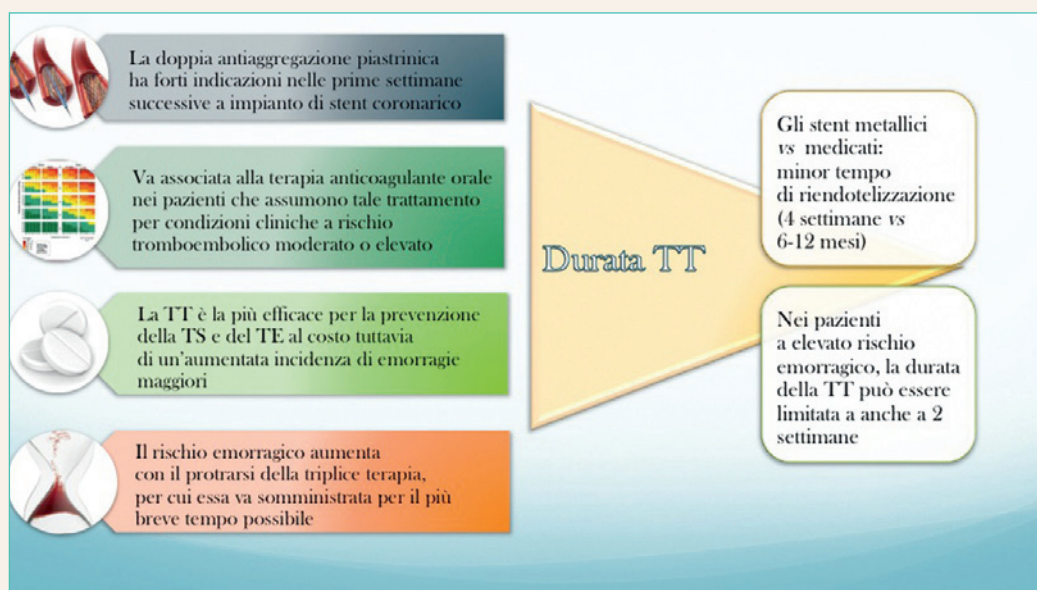 La doppia antiaggregazione piastrinica
ha forti indicazioni nelle prime settimane
successive a impianto di stent coronarico
Va associata alla terapia anticoagulante orale
nei pazienti che assumono tale trattamento
per condizioni cliniche a rischio
tromboembolico moderato o elevato
La TT è la più efficace per la prevenzione
della TS e del TE al costo tuttavia
di un'aumentata incidenza di emorragie
maggiori
Il rischio emorragico aumenta
con il protrarsi della triplice terapia,
per cui essa va somministrata per il più
breve tempo possibile
Durata TT
Gli stent metallici
vs medicati:
minor tempo
di riendotelizzazione
(4 settimane vs
6-12 mesi)
Nei pazienti
a elevato rischio
emorragico, la durata
della TT può essere
limitata a anche a 2
settimane